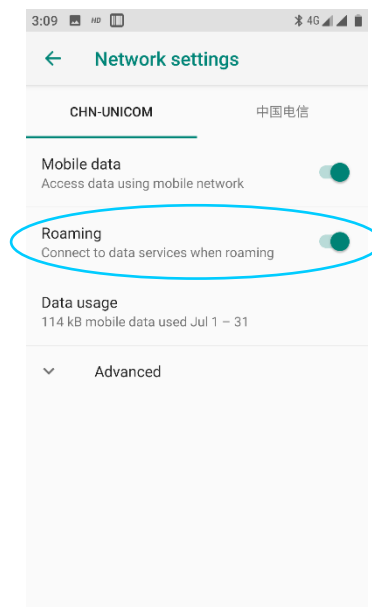 3:09 HD 4G
Network settings
CHN-UNICOM 中国电信
Mobile data
Access data using mobile network
Roaming
Connect to data services when roaming
Data usage
114 kB mobile data used Jul 1 – 31
Advanced